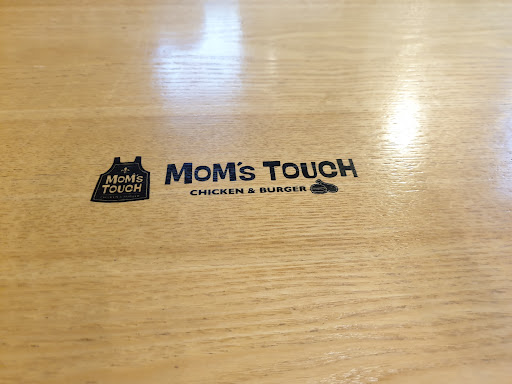 MOM'S
TOUCH
MOM'S TOUCH
CHICKEN & BURGER